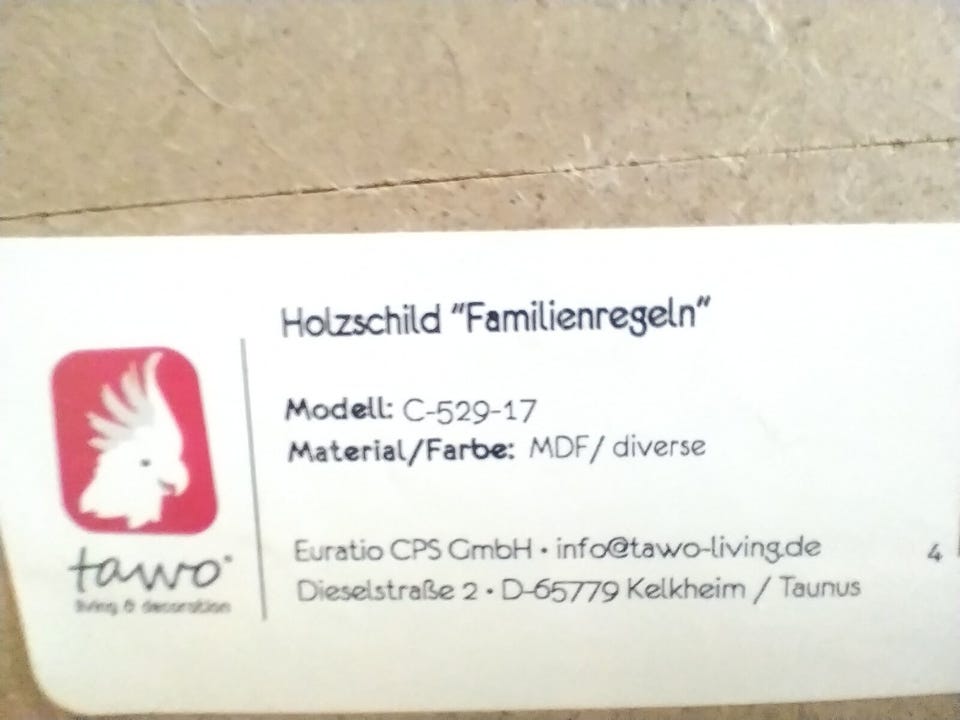 Holzschild "Familienregeln"
Modell: C-529-17
Material/Farbe: MDF/ diverse
Euratio CPS GmbH • info@tawo-living.de
Dieselstraße 2 • D-65779 Kelkheim / Taunus
4
tawo
living & decoration